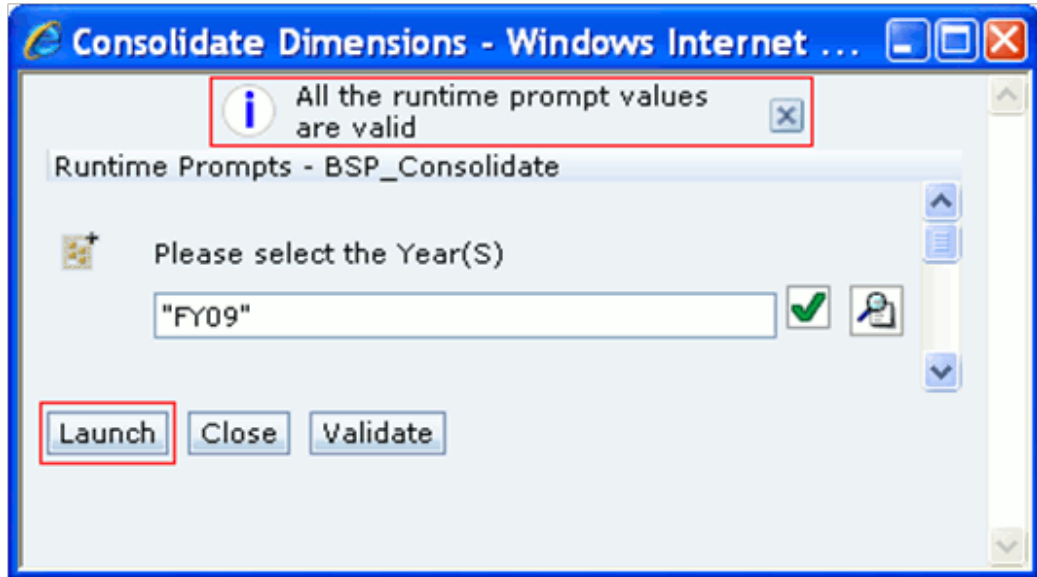 Consolidate Dimensions - Windows Internet ...
All the runtime prompt values
are valid
Runtime Prompts - BSP_Consolidate
Please select the Year(S)
"FY09"
Launch Close Validate